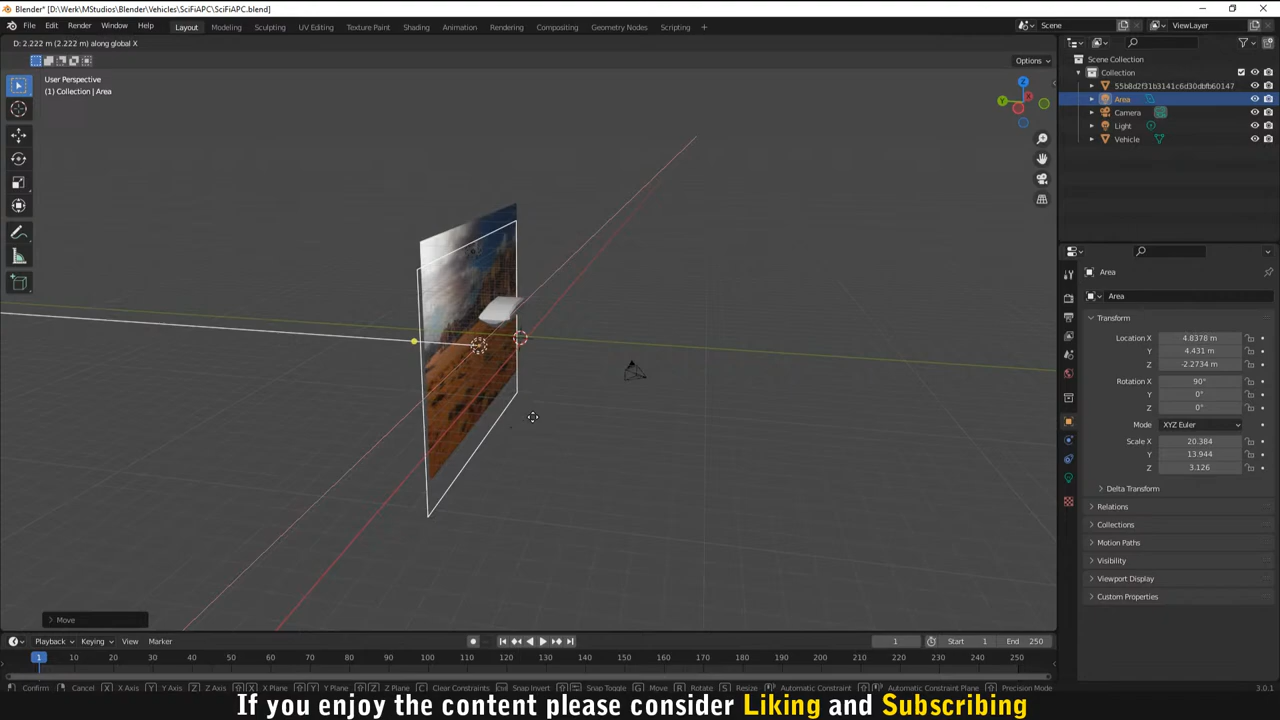 Blender* [D:\Werk\MStudios\Blender\Vehicles\SciFiAPC\SciFiAPC.blend]
File Edit Render Window Help Layout Modeling Sculpting UV Editing Texture Paint Shading Animation Rendering Compositing Geometry Nodes Scripting + Scene ViewLayer
D: 2.222 m (2.222 m) along global X
Options
User Perspective
(1) Collection | Area
Z
X
Y
Scene Collection
Collection
55b8d2f31b3141c6d30dbfb60147
Area
Camera
Light
Vehicle
Area
Area
Transform
Location X 4.8378 m
Y 4.431 m
Z -2.2734 m
Rotation X 90°
Y 0°
Z 0°
Mode XYZ Euler
Scale X 20.384
Y 13.944
Z 3.126
Delta Transform
Relations
Collections
Motion Paths
Visibility
Viewport Display
Custom Properties
Move
Playback Keying View Marker 1 Start 1 End 250
1 10 20 30 40 50 60 70 80 90 100 110 120 130 140 150 160 170 180 190 200 210 220 230 240 250
Confirm Cancel X X Axis Y Y Axis Z Z Axis X X Plane Y Y Plane Z Z Plane C Clear Constraints Snap Invert Snap Toggle G Move R Rotate S Resize Automatic Constraint Automatic Constraint Plane Precision Mode 3.0.1
If you enjoy the content please consider Liking and Subscribing